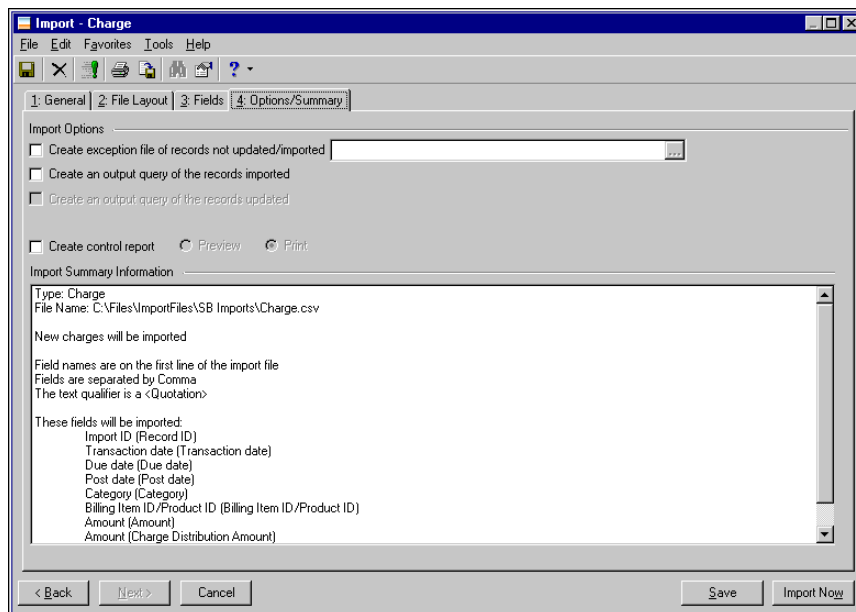 Import - Charge
File Edit Favorites Tools Help
? 
1: General 2: File Layout 3: Fields 4: Options/Summary
Import Options
Create exception file of records not updated/imported ...
Create an output query of the records imported
Create an output query of the records updated
Create control report Preview Print
Import Summary Information
Type: Charge
File Name: C:\Files\ImportFiles\SB Imports\Charge.csv
New charges will be imported
Field names are on the first line of the import file
Fields are separated by Comma
The text qualifier is a <Quotation>
These fields will be imported:
Import ID (Record ID)
Transaction date (Transaction date)
Due date (Due date)
Post date (Post date)
Category (Category)
Billing Item ID/Product ID (Billing Item ID/Product ID)
Amount (Amount)
Amount (Charge Distribution Amount)
< Back Next > Cancel Save Import Now